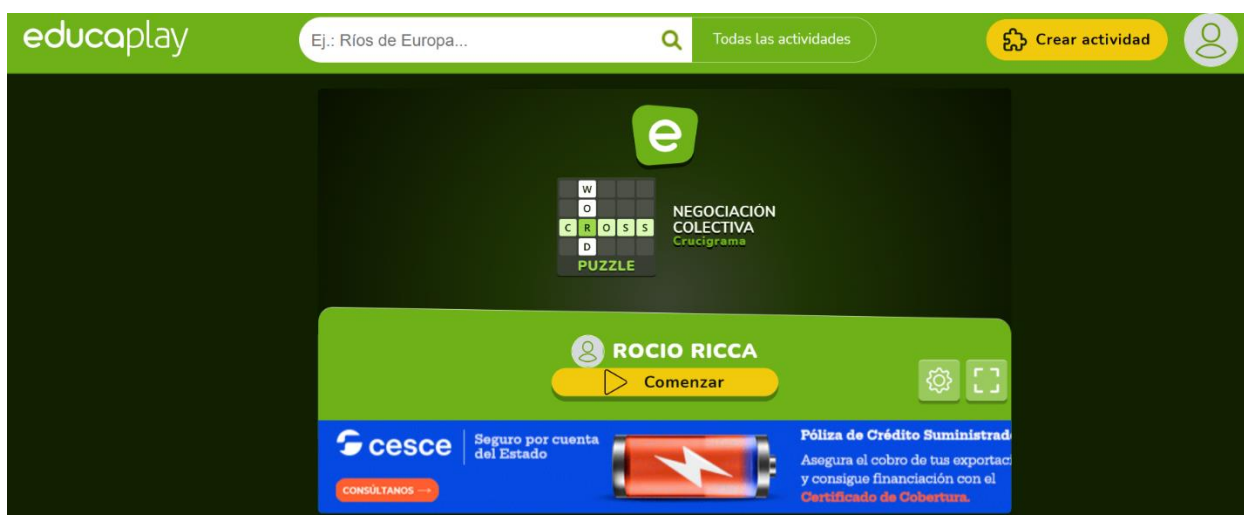 educaplay
Ej.: Ríos de Europa...
Todas las actividades
Crear actividad
e
W
O
C R O S S
D
PUZZLE
NEGOCIACIÓN
COLECTIVA
Crucigrama
ROCIO RICCA
Comenzar
cesce
Seguro por cuenta
del Estado
CONSÚLTANOS
Póliza de Crédito Suministrad
Asegura el cobro de tus exportac
y consigue financiación con el
Certificado de Cobertura.